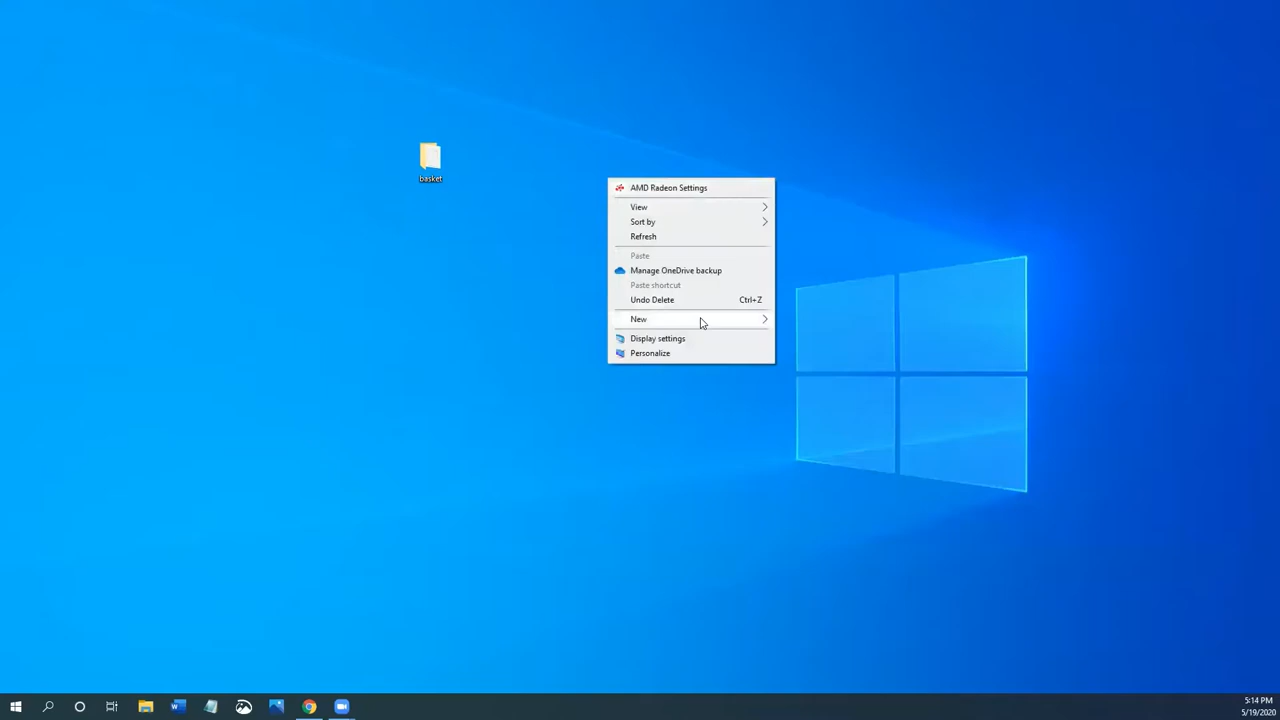 basket
AMD Radeon Settings
View
Sort by
Refresh
Paste
Manage OneDrive backup
Paste shortcut
Undo Delete Ctrl+Z
New
Display settings
Personalize
5:14 PM
5/19/2020